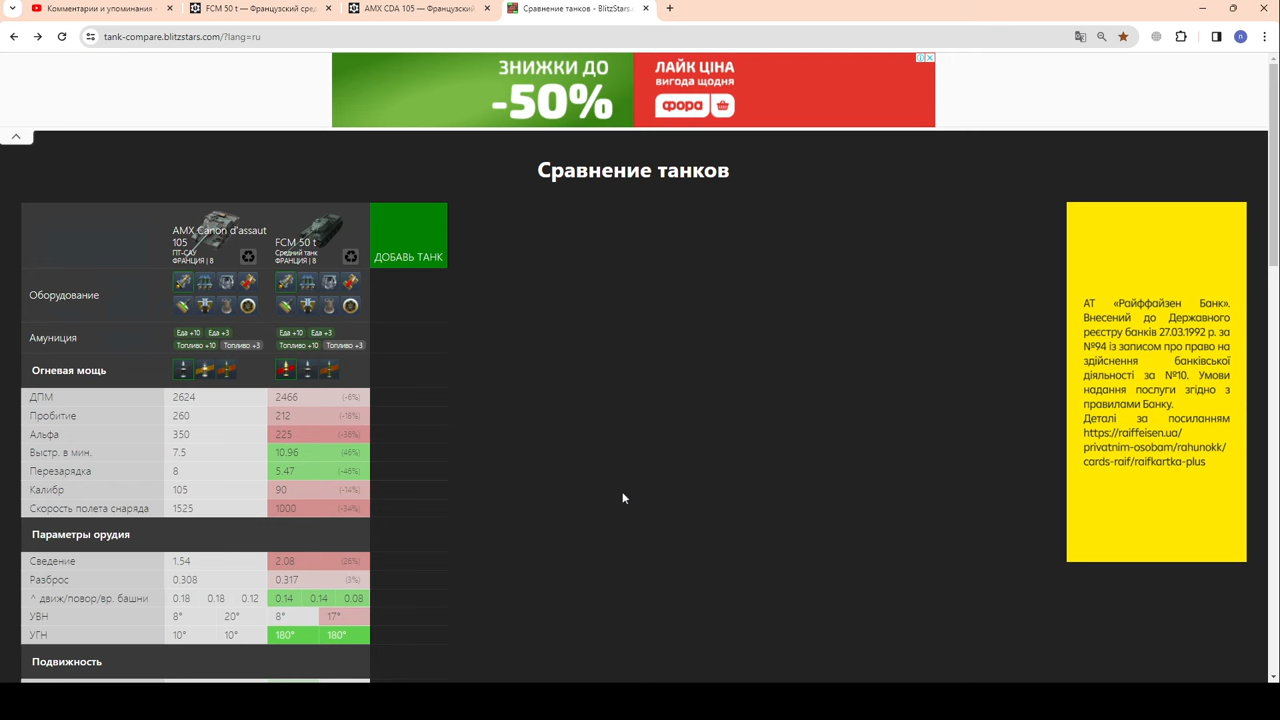 Комментарии и упоминания -
FCM 50 t — Французский сред
AMX CDA 105 — Французский
Сравнение танков - BlitzStars.
tank-compare.blitzstars.com/?lang=ru
n
ЗНИЖКИ ДО
-50%
ЛАЙК ЦІНА
вигода щодня
фора
Сравнение танков
AMX Canon d'assaut
105
ПТ-САУ
ФРАНЦИЯ | 8
FCM 50 t
Средний танк
ФРАНЦИЯ | 8
ДОБАВЬ ТАНК
Оборудование
Амуниция
Еда +10 Еда +3
Топливо +10 Топливо +3
Еда +10 Еда +3
Топливо +10 Топливо +3
Огневая мощь
ДПМ 2624 2466 (-6%)
Пробитие 260 212 (-18%)
Альфа 350 225 (-36%)
Выстр. в мин. 7.5 10.96 (46%)
Перезарядка 8 5.47 (-46%)
Калибр 105 90 (-14%)
Скорость полета снаряда 1525 1000 (-34%)
Параметры орудия
Сведение 1.54 2.08 (26%)
Разброс 0.308 0.317 (3%)
^ движ/повор/вр. башни 0.18 0.18 0.12 0.14 0.14 0.08
УВН 8° 20° 8° 17°
УГН 10° 10° 180° 180°
Подвижность
АТ «Райффайзен Банк».
Внесений до Державного
реєстру банків 27.03.1992 р. за
№94 із записом про право на
здійснення банківської
діяльності за №10. Умови
надання послуги згідно з
правилами Банку.
Деталі за посиланням
https://raiffeisen.ua/
privatnim-osobam/rahunokk/
cards-raif/raifkartka-plus